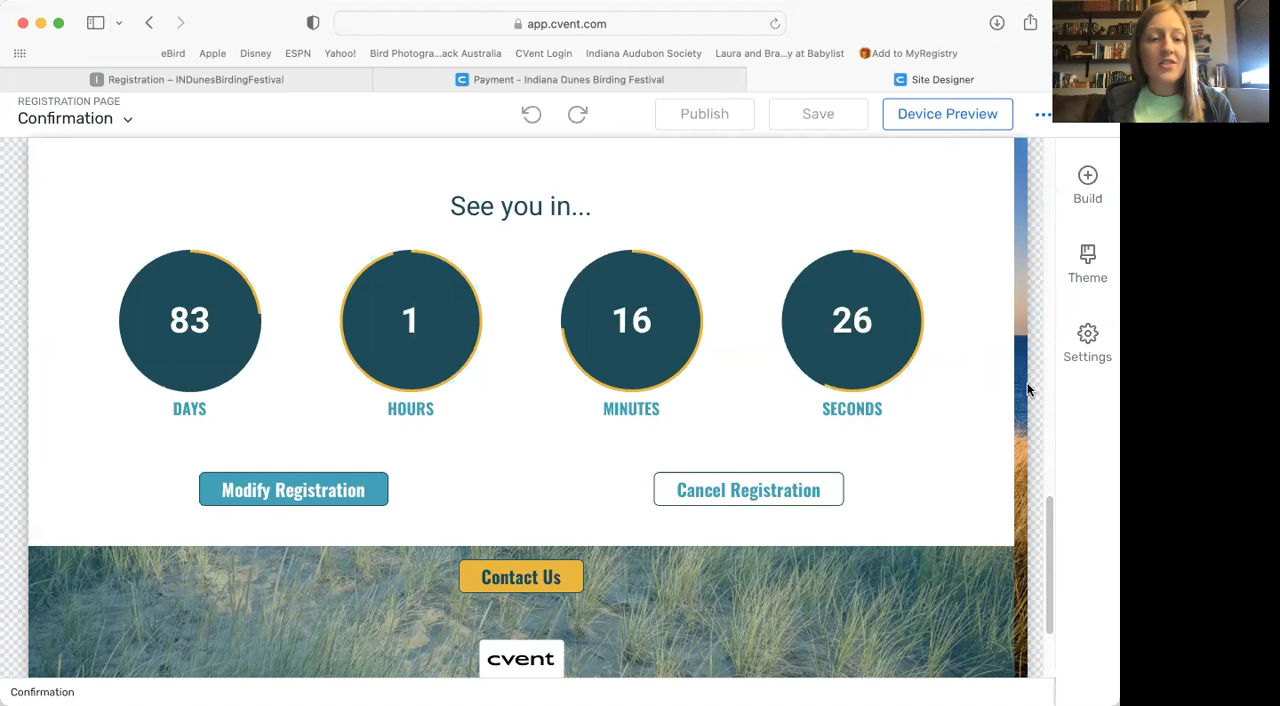 app.cvent.com
eBird Apple Disney ESPN Yahoo! Bird Photogra...ack Australia CVent Login Indiana Audubon Society Laura and Bra...y at Babylist Add to MyRegistry
I Registration – INDunesBirdingFestival C Payment - Indiana Dunes Birding Festival C Site Designer
REGISTRATION PAGE
Confirmation
Publish Save Device Preview
Build
Theme
Settings
See you in...
83 1 16 26
DAYS HOURS MINUTES SECONDS
Modify Registration Cancel Registration
Contact Us
cvent
Confirmation